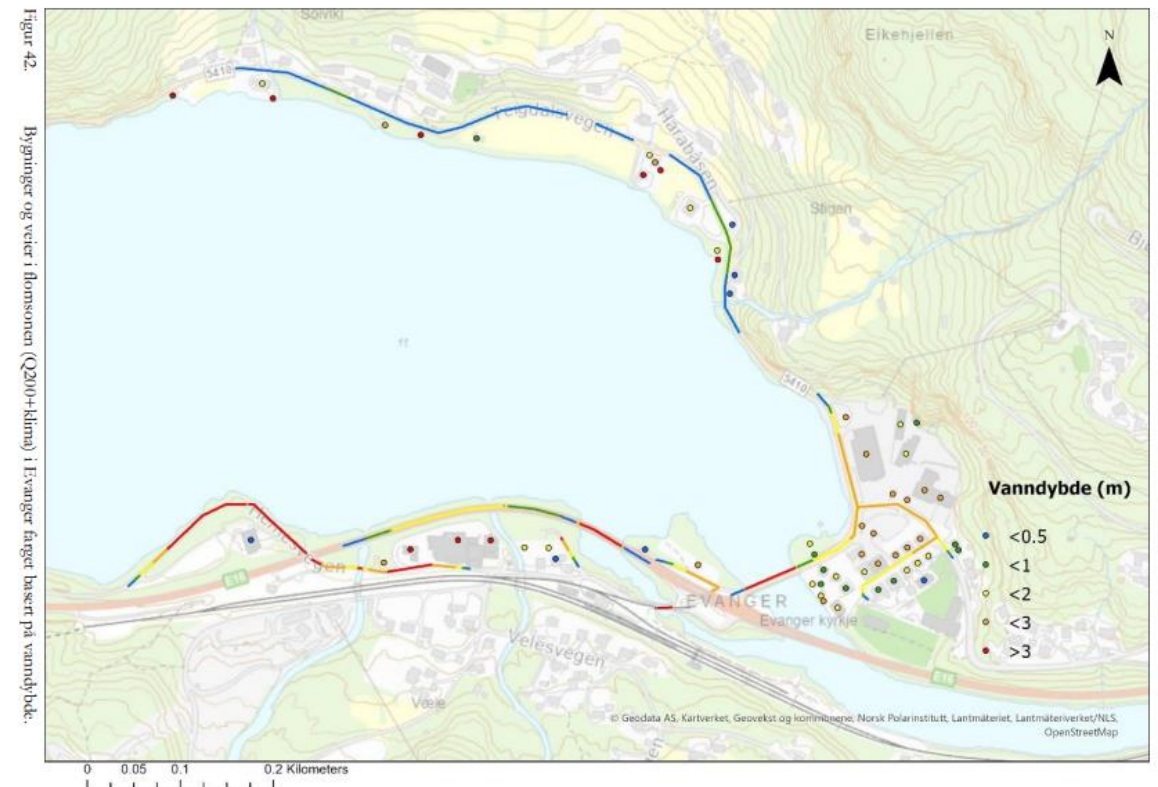 Figur 42. Bygninger og veier i flomsonen (Q200+klima) i Evanger farget basert på vanndybde.
Solviki
Eikehjellen
N
5410
Teigdalsvegen
Harabåsen
Stigen
5410
Vanndybde (m)
<0.5
<1
<2
<3
>3
E16
EVANGER
Evanger kyrkje
Velesvegen
E16
Væle
© Geodata AS, Kartverket, Geovekst og kommunene, Norsk Polarinstitutt, Lantmäteriet, Lantmäteriverket/NLS,
OpenStreetMap
0 0.05 0.1 0.2 Kilometers